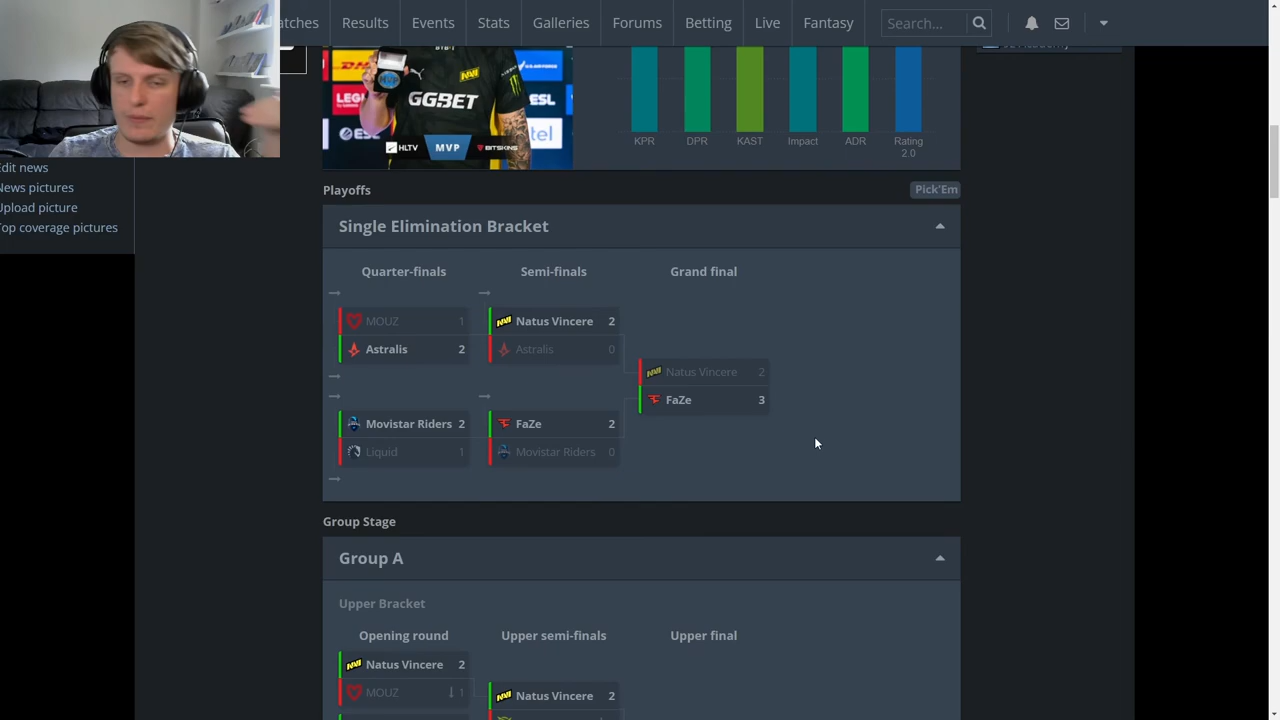 atches Results Events Stats Galleries Forums Betting Live Fantasy Search...
Edit news
News pictures
Upload picture
Top coverage pictures
GGBET
ESL
HLTV MVP BITSKINS
KPR DPR KAST Impact ADR Rating 2.0
Playoffs Pick'Em
Single Elimination Bracket
Quarter-finals Semi-finals Grand final
MOUZ 1
Astralis 2
Natus Vincere 2
Astralis 0
Natus Vincere 2
FaZe 3
Movistar Riders 2
Liquid 1
FaZe 2
Movistar Riders 0
Group Stage
Group A
Upper Bracket
Opening round Upper semi-finals Upper final
Natus Vincere 2
MOUZ 1
Natus Vincere 2